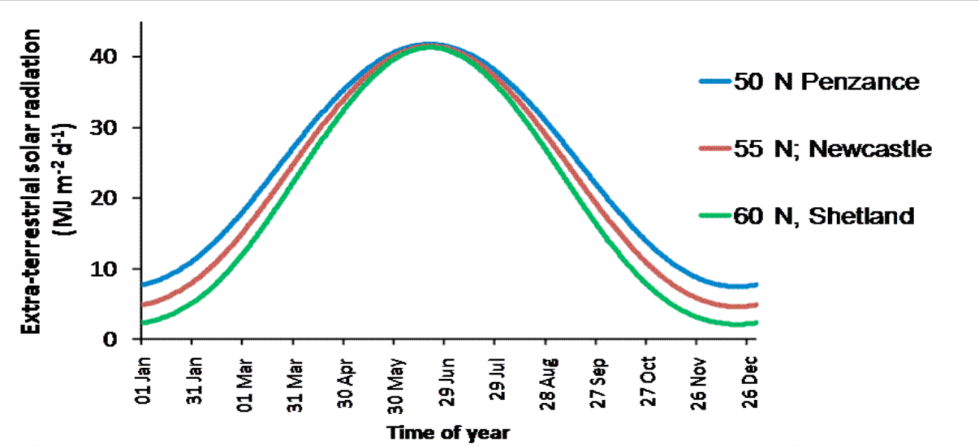 Extra-terrestrial solar radiation
(MJ m⁻² d⁻¹)
40
30
20
10
0
01 Jan
31 Jan
01 Mar
31 Mar
30 Apr
30 May
29 Jun
29 Jul
28 Aug
27 Sep
27 Oct
26 Nov
26 Dec
Time of year
50 N Penzance
55 N; Newcastle
60 N, Shetland